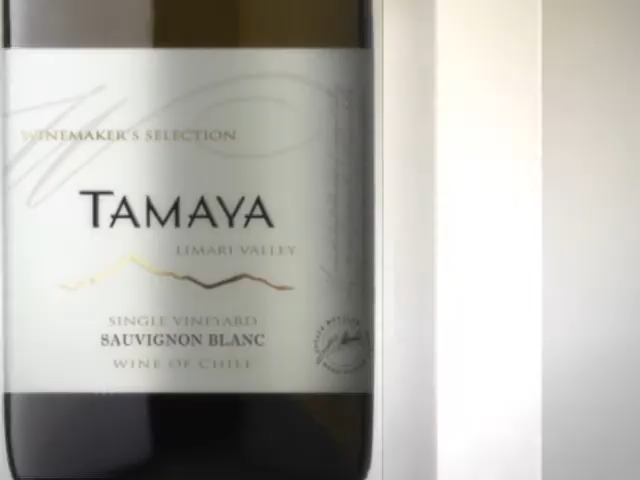 WINEMAKER'S SELECTION
TAMAYA
LIMARI VALLEY
SINGLE VINEYARD
SAUVIGNON BLANC
WINE OF CHILE